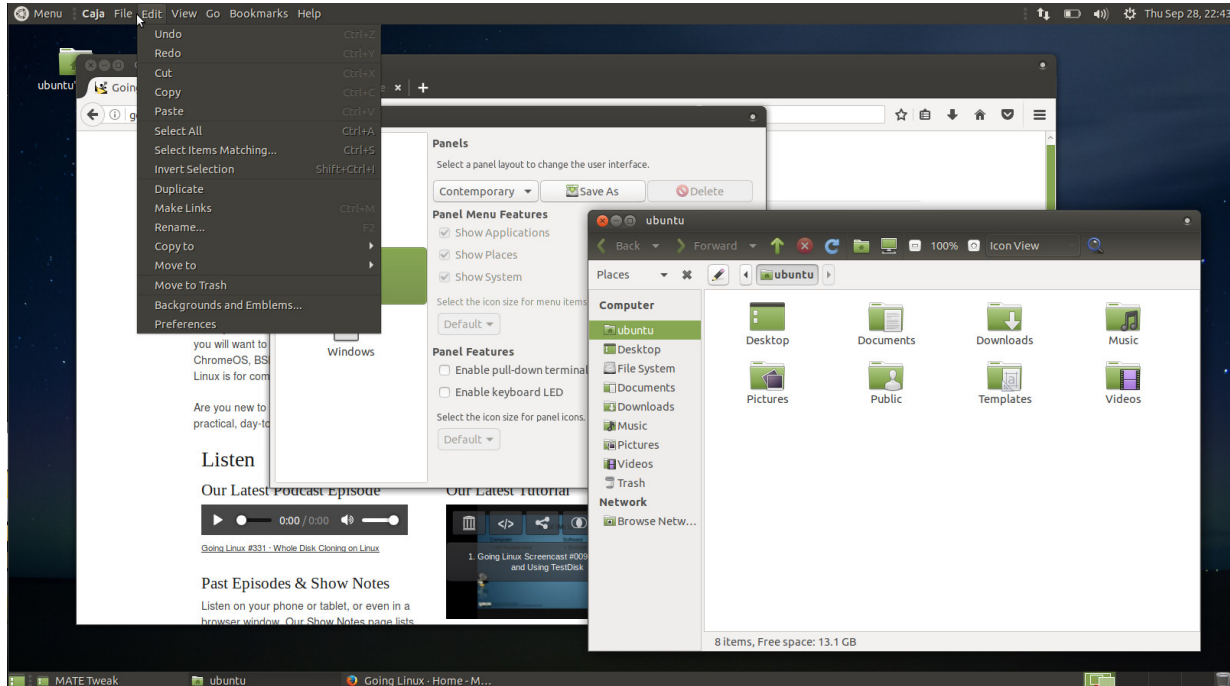 Menu Caja File Edit View Go Bookmarks Help Thu Sep 28, 22:43
ubuntu
Undo Ctrl+Z
Redo Ctrl+Y
Cut Ctrl+X
Copy Ctrl+C
Paste Ctrl+V
Select All Ctrl+A
Select Items Matching... Ctrl+S
Invert Selection Shift+Ctrl+I
Duplicate
Make Links Ctrl+M
Rename... F2
Copy to
Move to
Move to Trash
Backgrounds and Emblems...
Preferences
Goin
Panels
Select a panel layout to change the user interface.
Contemporary Save As Delete
Panel Menu Features
Show Applications
Show Places
Show System
Select the icon size for menu items
Default
Panel Features
Enable pull-down terminal
Enable keyboard LED
Select the icon size for panel icons.
Default
Windows
you will want to
ChromeOS, BS
Linux is for com
Are you new to
practical, day-to
Listen
Our Latest Podcast Episode
0:00 / 0:00
Going Linux #331 · Whole Disk Cloning on Linux
Past Episodes & Show Notes
Listen on your phone or tablet, or even in a
browser window. Our Show Notes page lists
Our Latest Tutorial
1. Going Linux Screencast #009
and Using TestDisk
ubuntu
Back Forward 100% Icon View
Places ubuntu
Computer
ubuntu
Desktop
File System
Documents
Downloads
Music
Pictures
Videos
Trash
Network
Browse Netw...
Desktop Documents Downloads Music
Pictures Public Templates Videos
8 items, Free space: 13.1 GB
MATE Tweak ubuntu Going Linux · Home - M...